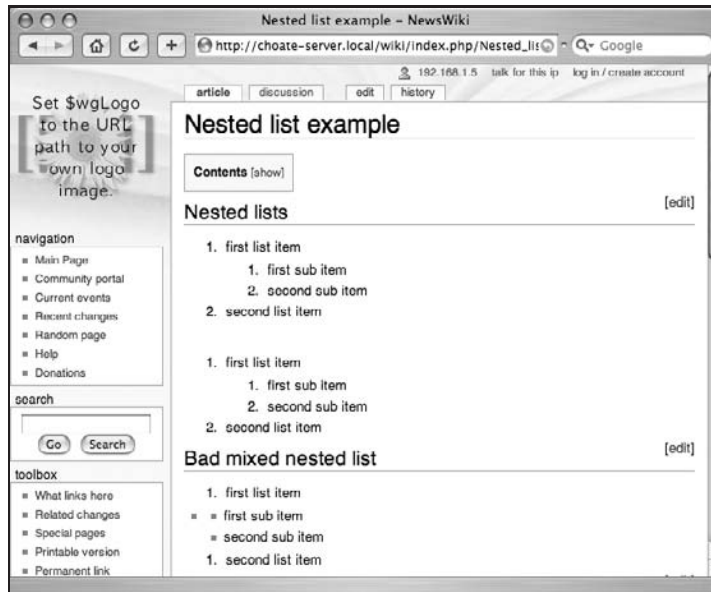 Nested list example – NewsWiki
http://choate-server.local/wiki/index.php/Nested_lis
Google
192.168.1.5 talk for this ip log in / create account
article discussion edit history
Set $wgLogo
to the URL
path to your
own logo
image.
Nested list example
Contents [show]
Nested lists
[edit]
1. first list item
1. first sub item
2. second sub item
2. second list item
1. first list item
1. first sub item
2. second sub item
2. second list item
Bad mixed nested list
[edit]
1. first list item
first sub item
second sub item
1. second list item
navigation
Main Page
Community portal
Current events
Recent changes
Random page
Help
Donations
search
Go Search
toolbox
What links here
Related changes
Special pages
Printable version
Permanent link